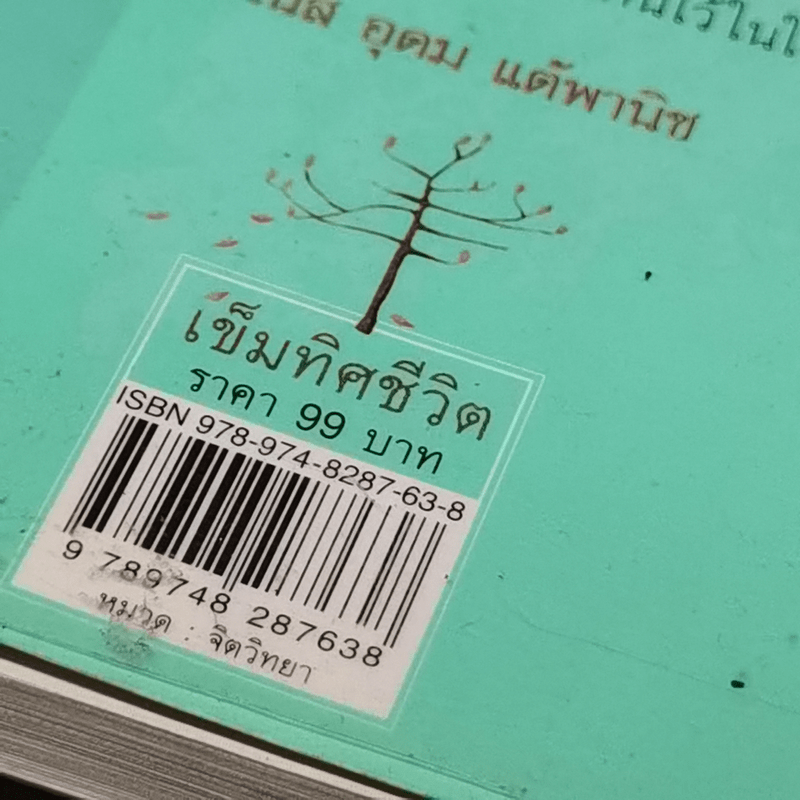 อุดม แต้พานิช
เข็มทิศชีวิต
ราคา 99 บาท
ISBN 978-974-8287-63-8
9 789748 287638
หมวด : จิตวิทยา